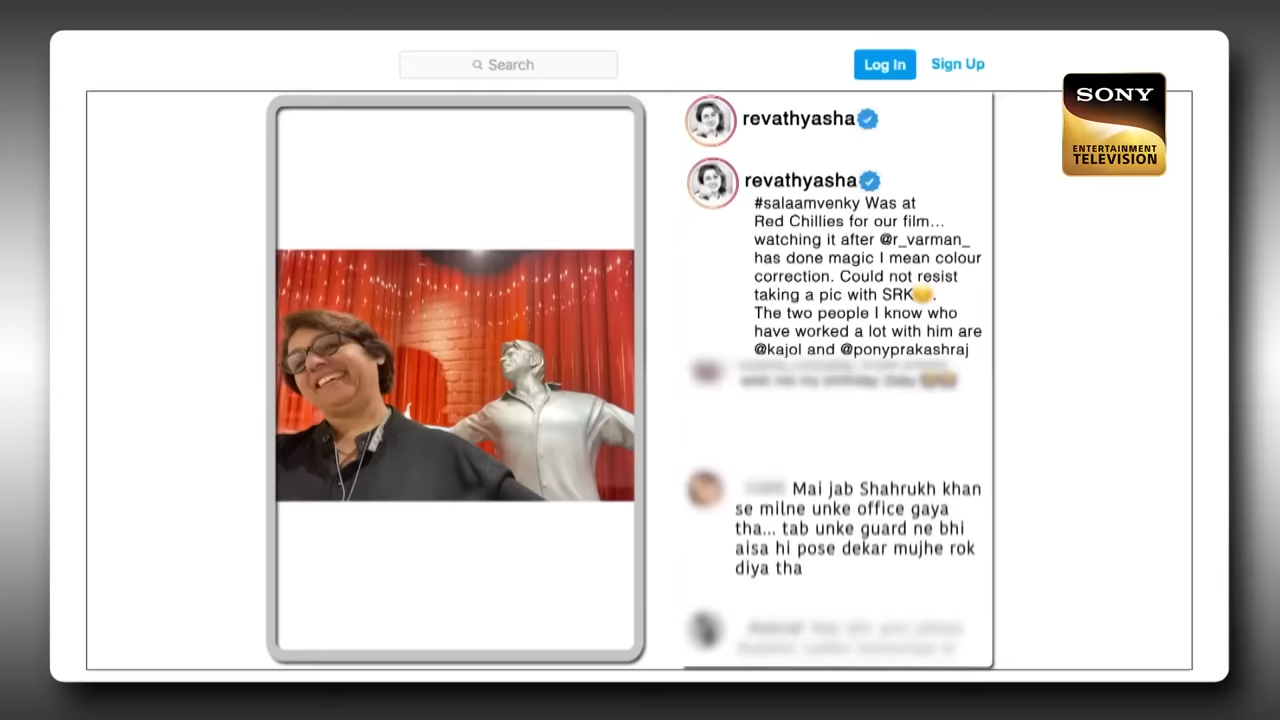 Search
Log In
Sign Up
SONY
ENTERTAINMENT
TELEVISION
revathyasha
revathyasha
#salaamvenky Was at
Red Chillies for our film...
watching it after @r_varman_
has done magic I mean colour
correction. Could not resist
taking a pic with SRK😊.
The two people I know who
have worked a lot with him are
@kajol and @ponyprakashraj
Mai jab Shahrukh khan
se milne unke office gaya
tha... tab unke guard ne bhi
aisa hi pose dekar mujhe rok
diya tha